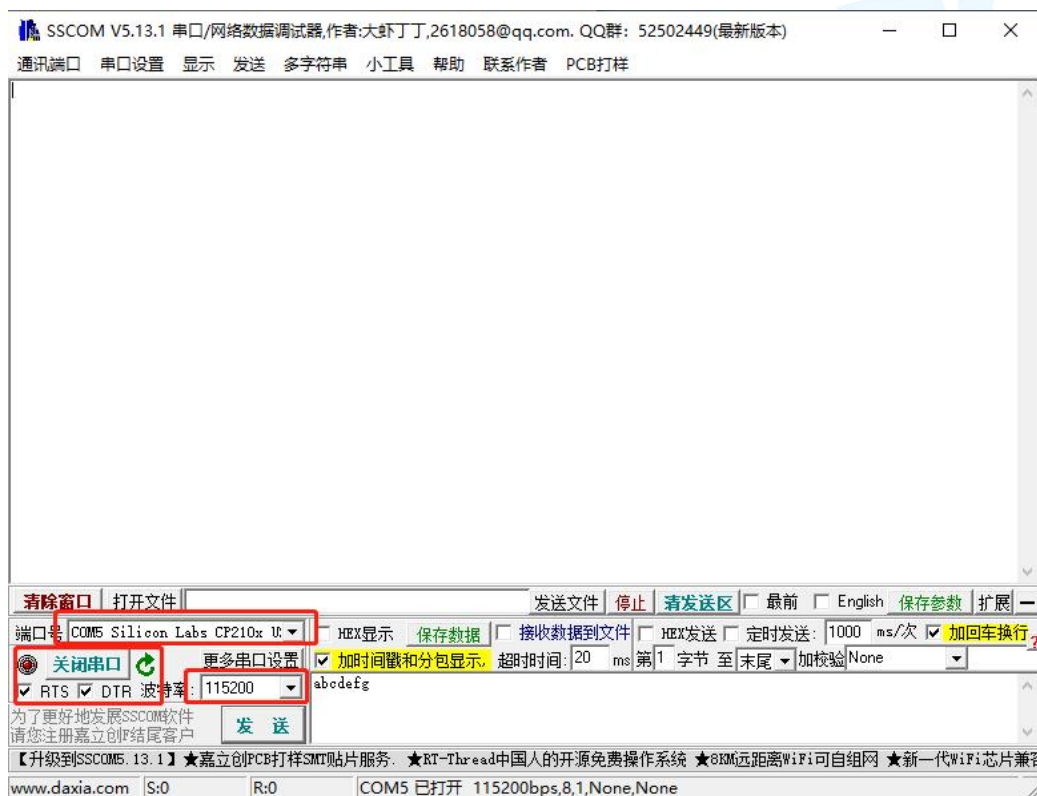 SSCOM V5.13.1 串口/网络数据调试器,作者:大虾丁丁,2618058@qq.com. QQ群: 52502449(最新版本)
通讯端口 串口设置 显示 发送 多字符串 小工具 帮助 联系作者 PCB打样
清除窗口 打开文件 发送文件 停止 清发送区 最前 English 保存参数 扩展 —
端口号 COM5 Silicon Labs CP210x U HEX显示 保存数据 接收数据到文件 HEX发送 定时发送: 1000 ms/次 加回车换行 ?
关闭串口 更多串口设置 加时间戳和分包显示, 超时时间: 20 ms 第 1 字节 至 末尾 加校验 None
RTS DTR 波特率: 115200 abcdefg
为了更好地发展SSCOM软件
请您注册嘉立创F结尾客户
发 送
【升级到SSCOM5.13.1】★嘉立创PCB打样SMT贴片服务. ★RT-Thread中国人的开源免费操作系统 ★8KM远距离WiFi可自组网 ★新一代WiFi芯片兼容
www.daxia.com S:0 R:0 COM5 已打开 115200bps,8,1,None,None